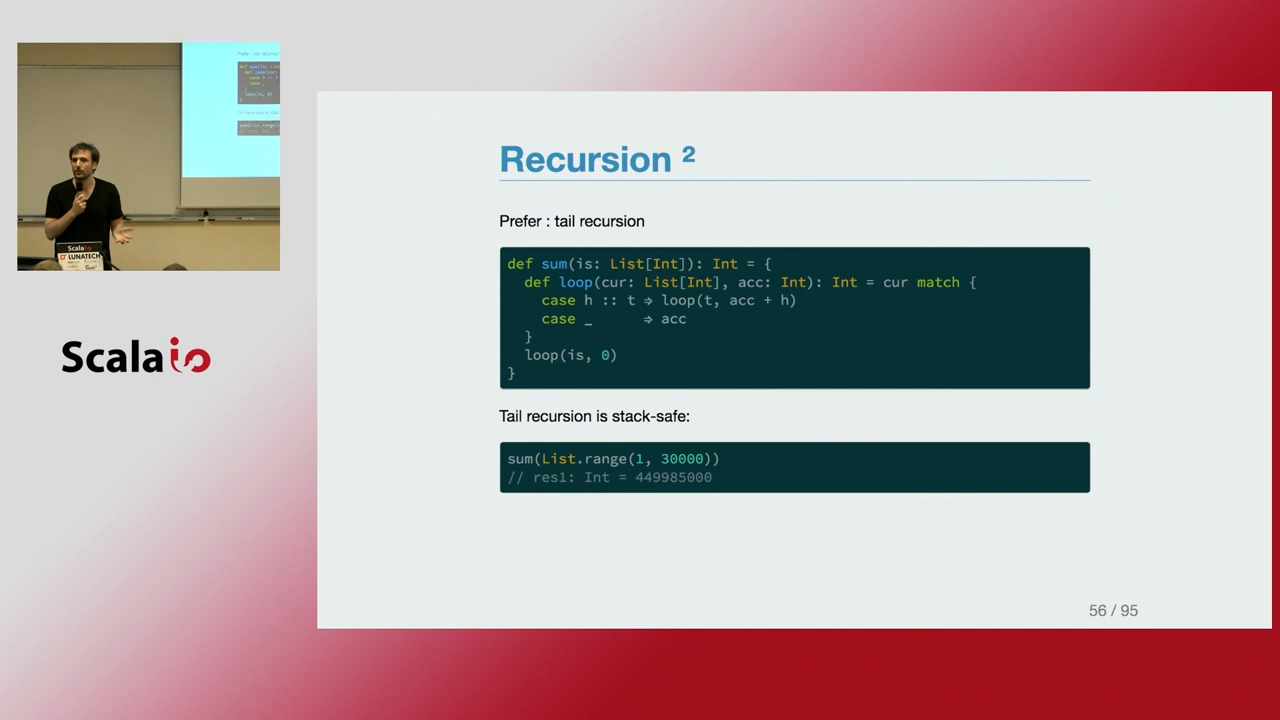 Recursion ²
Prefer : tail recursion
def sum(is: List[Int]): Int = {
  def loop(cur: List[Int], acc: Int): Int = cur match {
    case h :: t ⇒ loop(t, acc + h)
    case _      ⇒ acc
  }
  loop(is, 0)
}
Tail recursion is stack-safe:
sum(List.range(1, 30000))
// res1: Int = 449985000
56 / 95
Scala io
Scala
LUNATECH